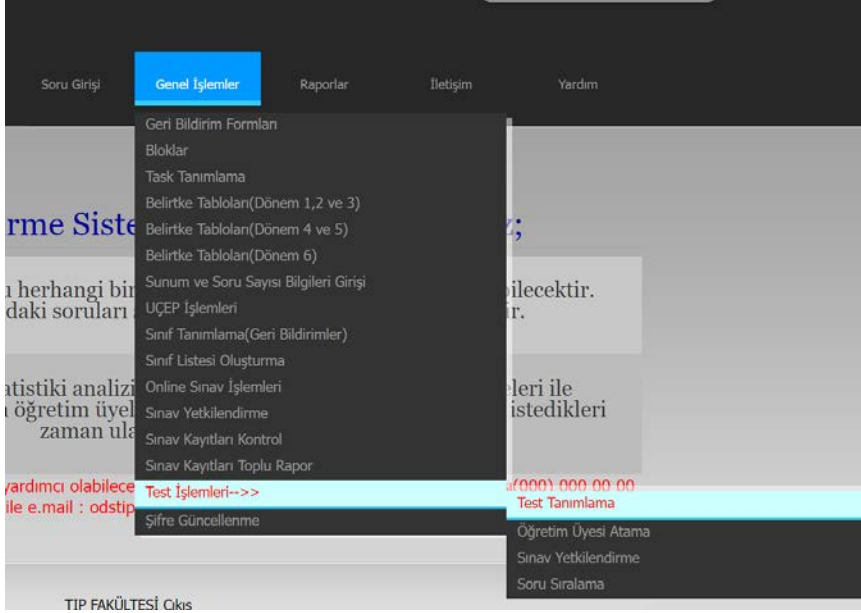 Soru Girişi
Genel İşlemler
Raporlar
İletişim
Yardım
Geri Bildirim Formları
Bloklar
Task Tanımlama
Belirtke Tabloları(Dönem 1,2 ve 3)
Belirtke Tabloları(Dönem 4 ve 5)
Belirtke Tabloları(Dönem 6)
Sunum ve Soru Sayısı Bilgileri Girişi
UÇEP İşlemleri
Sınıf Tanımlama(Geri Bildirimler)
Sınıf Listesi Oluşturma
Online Sınav İşlemleri
Sınav Yetkilendirme
Sınav Kayıtları Kontrol
Sınav Kayıtları Toplu Rapor
Test İşlemleri-->>
Şifre Güncellenme
Test Tanımlama
Öğretim Üyesi Atama
Sınav Yetkilendirme
Soru Sıralama
rme Siste
herhangi bir
ilecektir.
daki soruları
ir.
atistiki analizi
leri ile
öğretim üyel
istedikleri
zaman ula
yardımcı olabilece
(000) 000 00 00
ile e.mail : odstip
TIP FAKÜLTESİ Çıkış